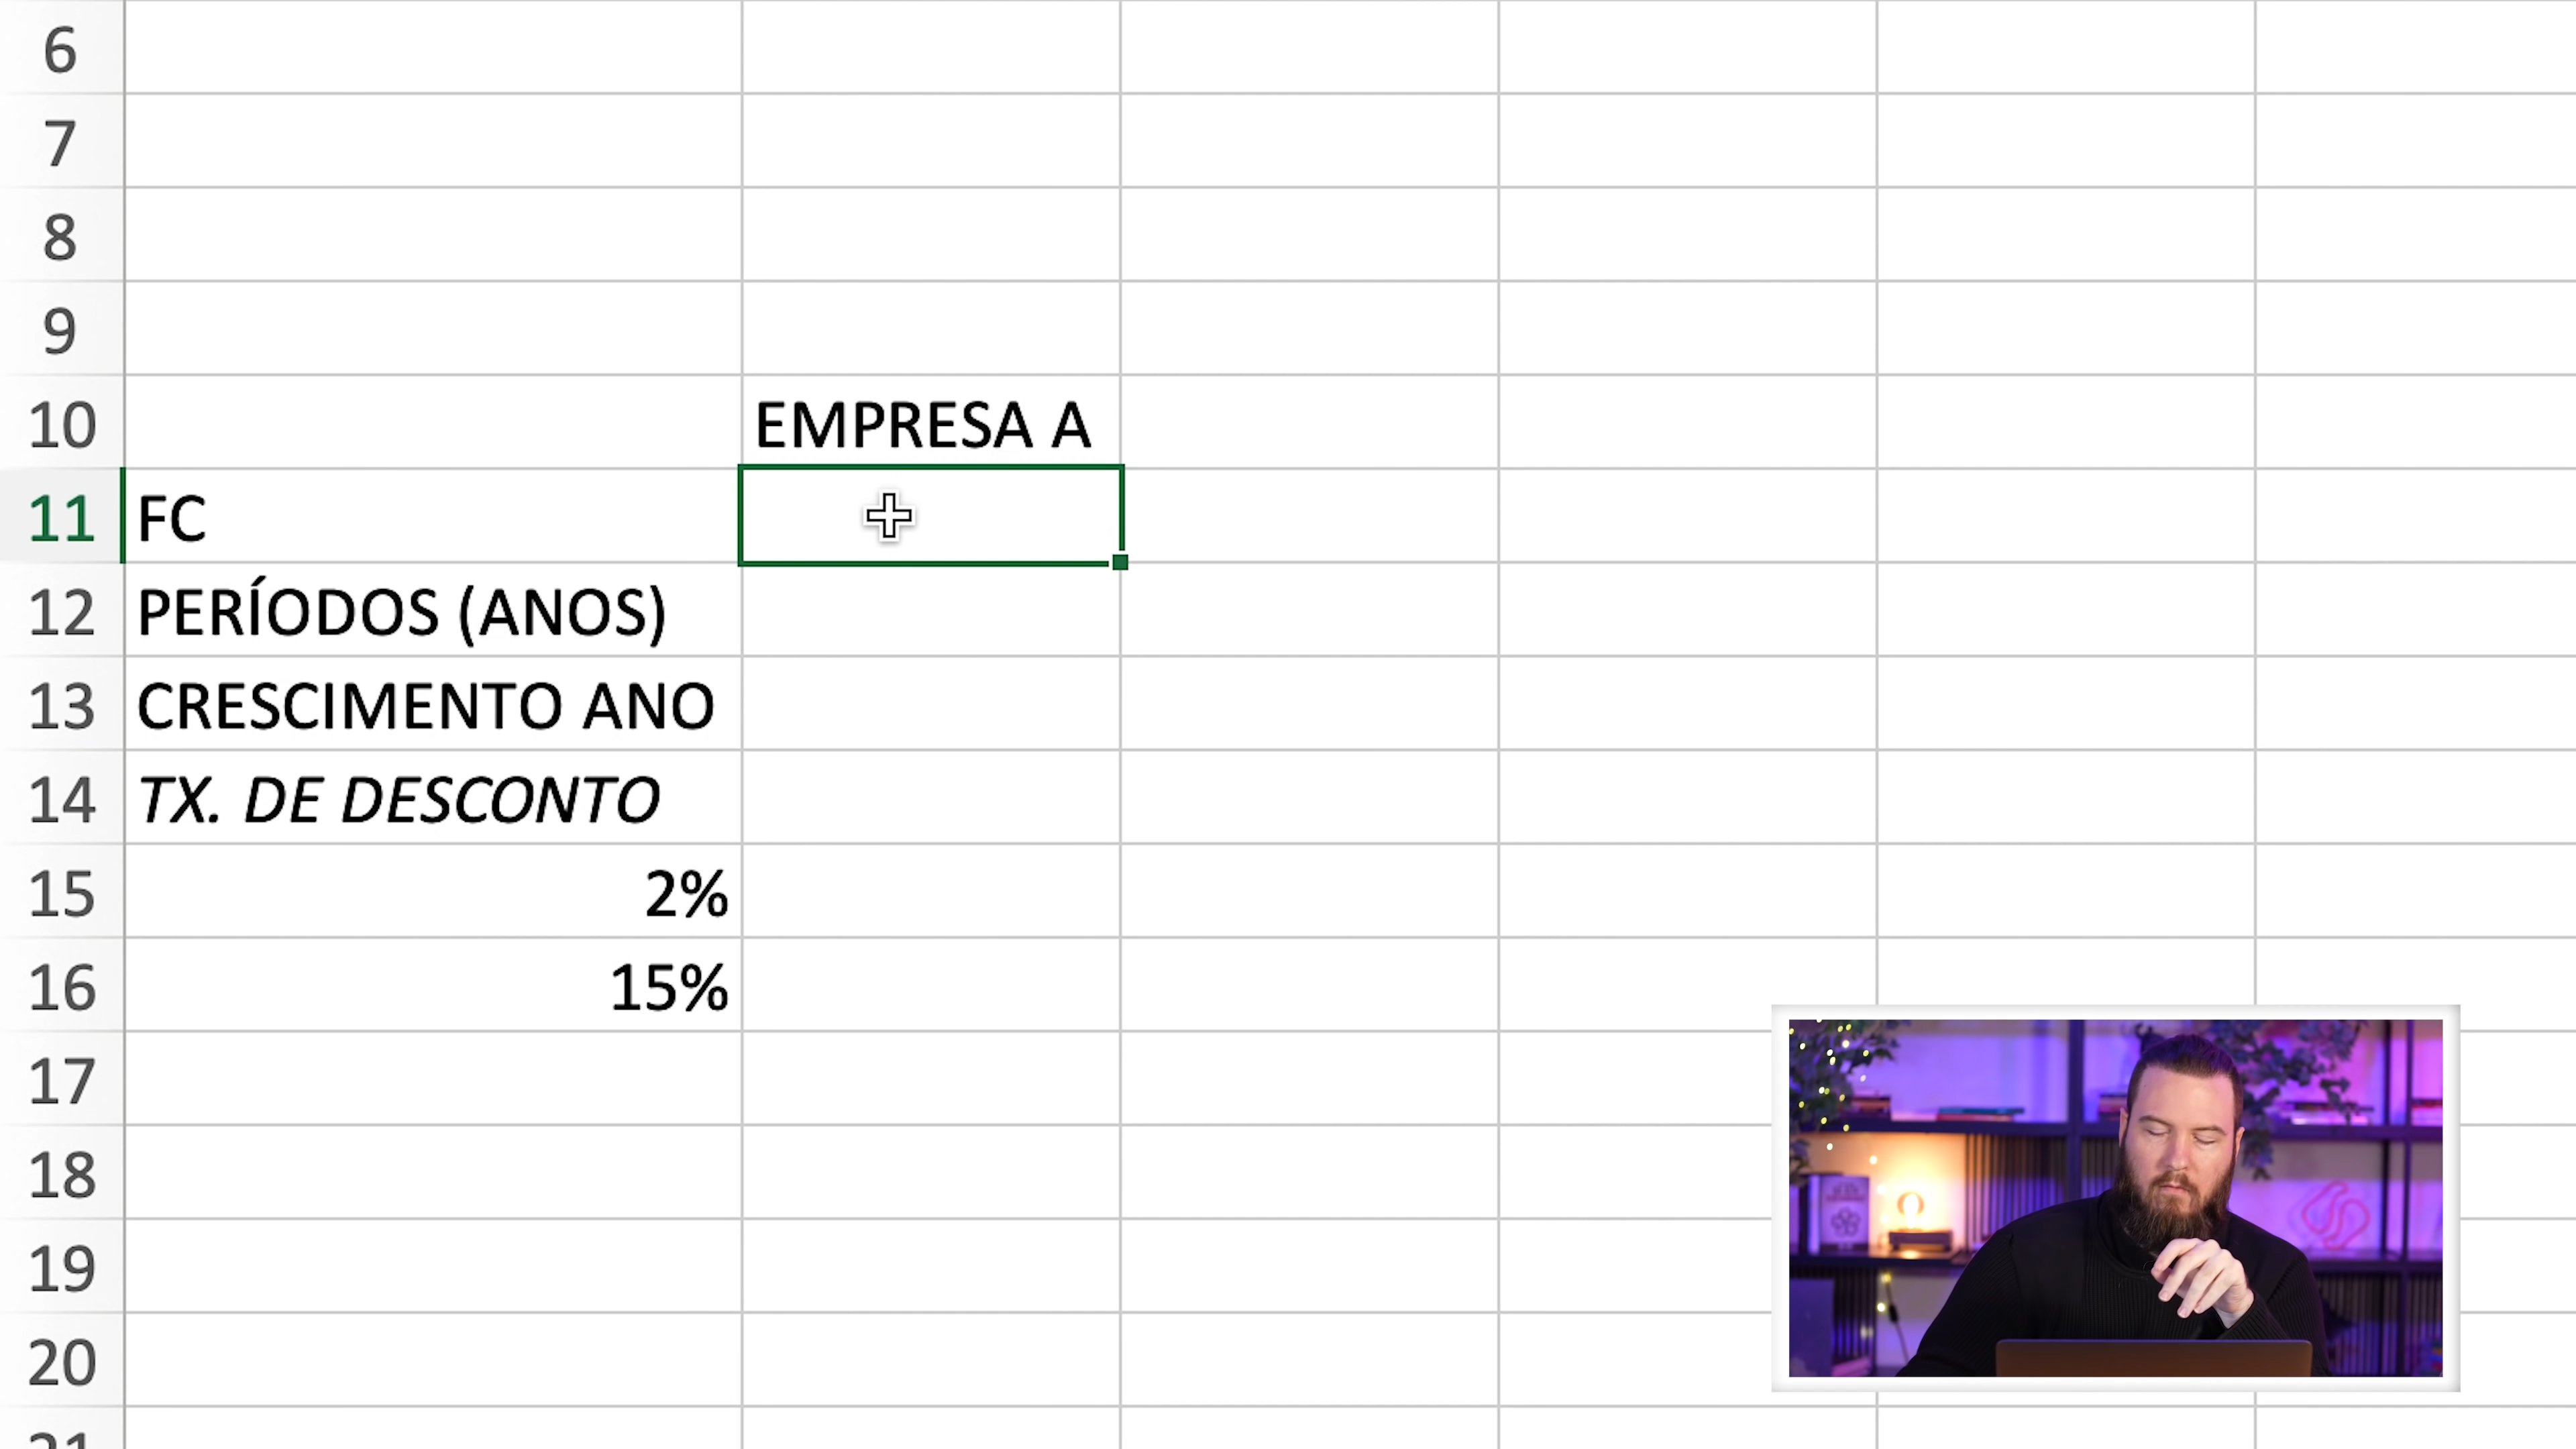 6
7
8
9
10 EMPRESA A
11 FC
12 PERÍODOS (ANOS)
13 CRESCIMENTO ANO
14 TX. DE DESCONTO
15 2%
16 15%
17
18
19
20
21